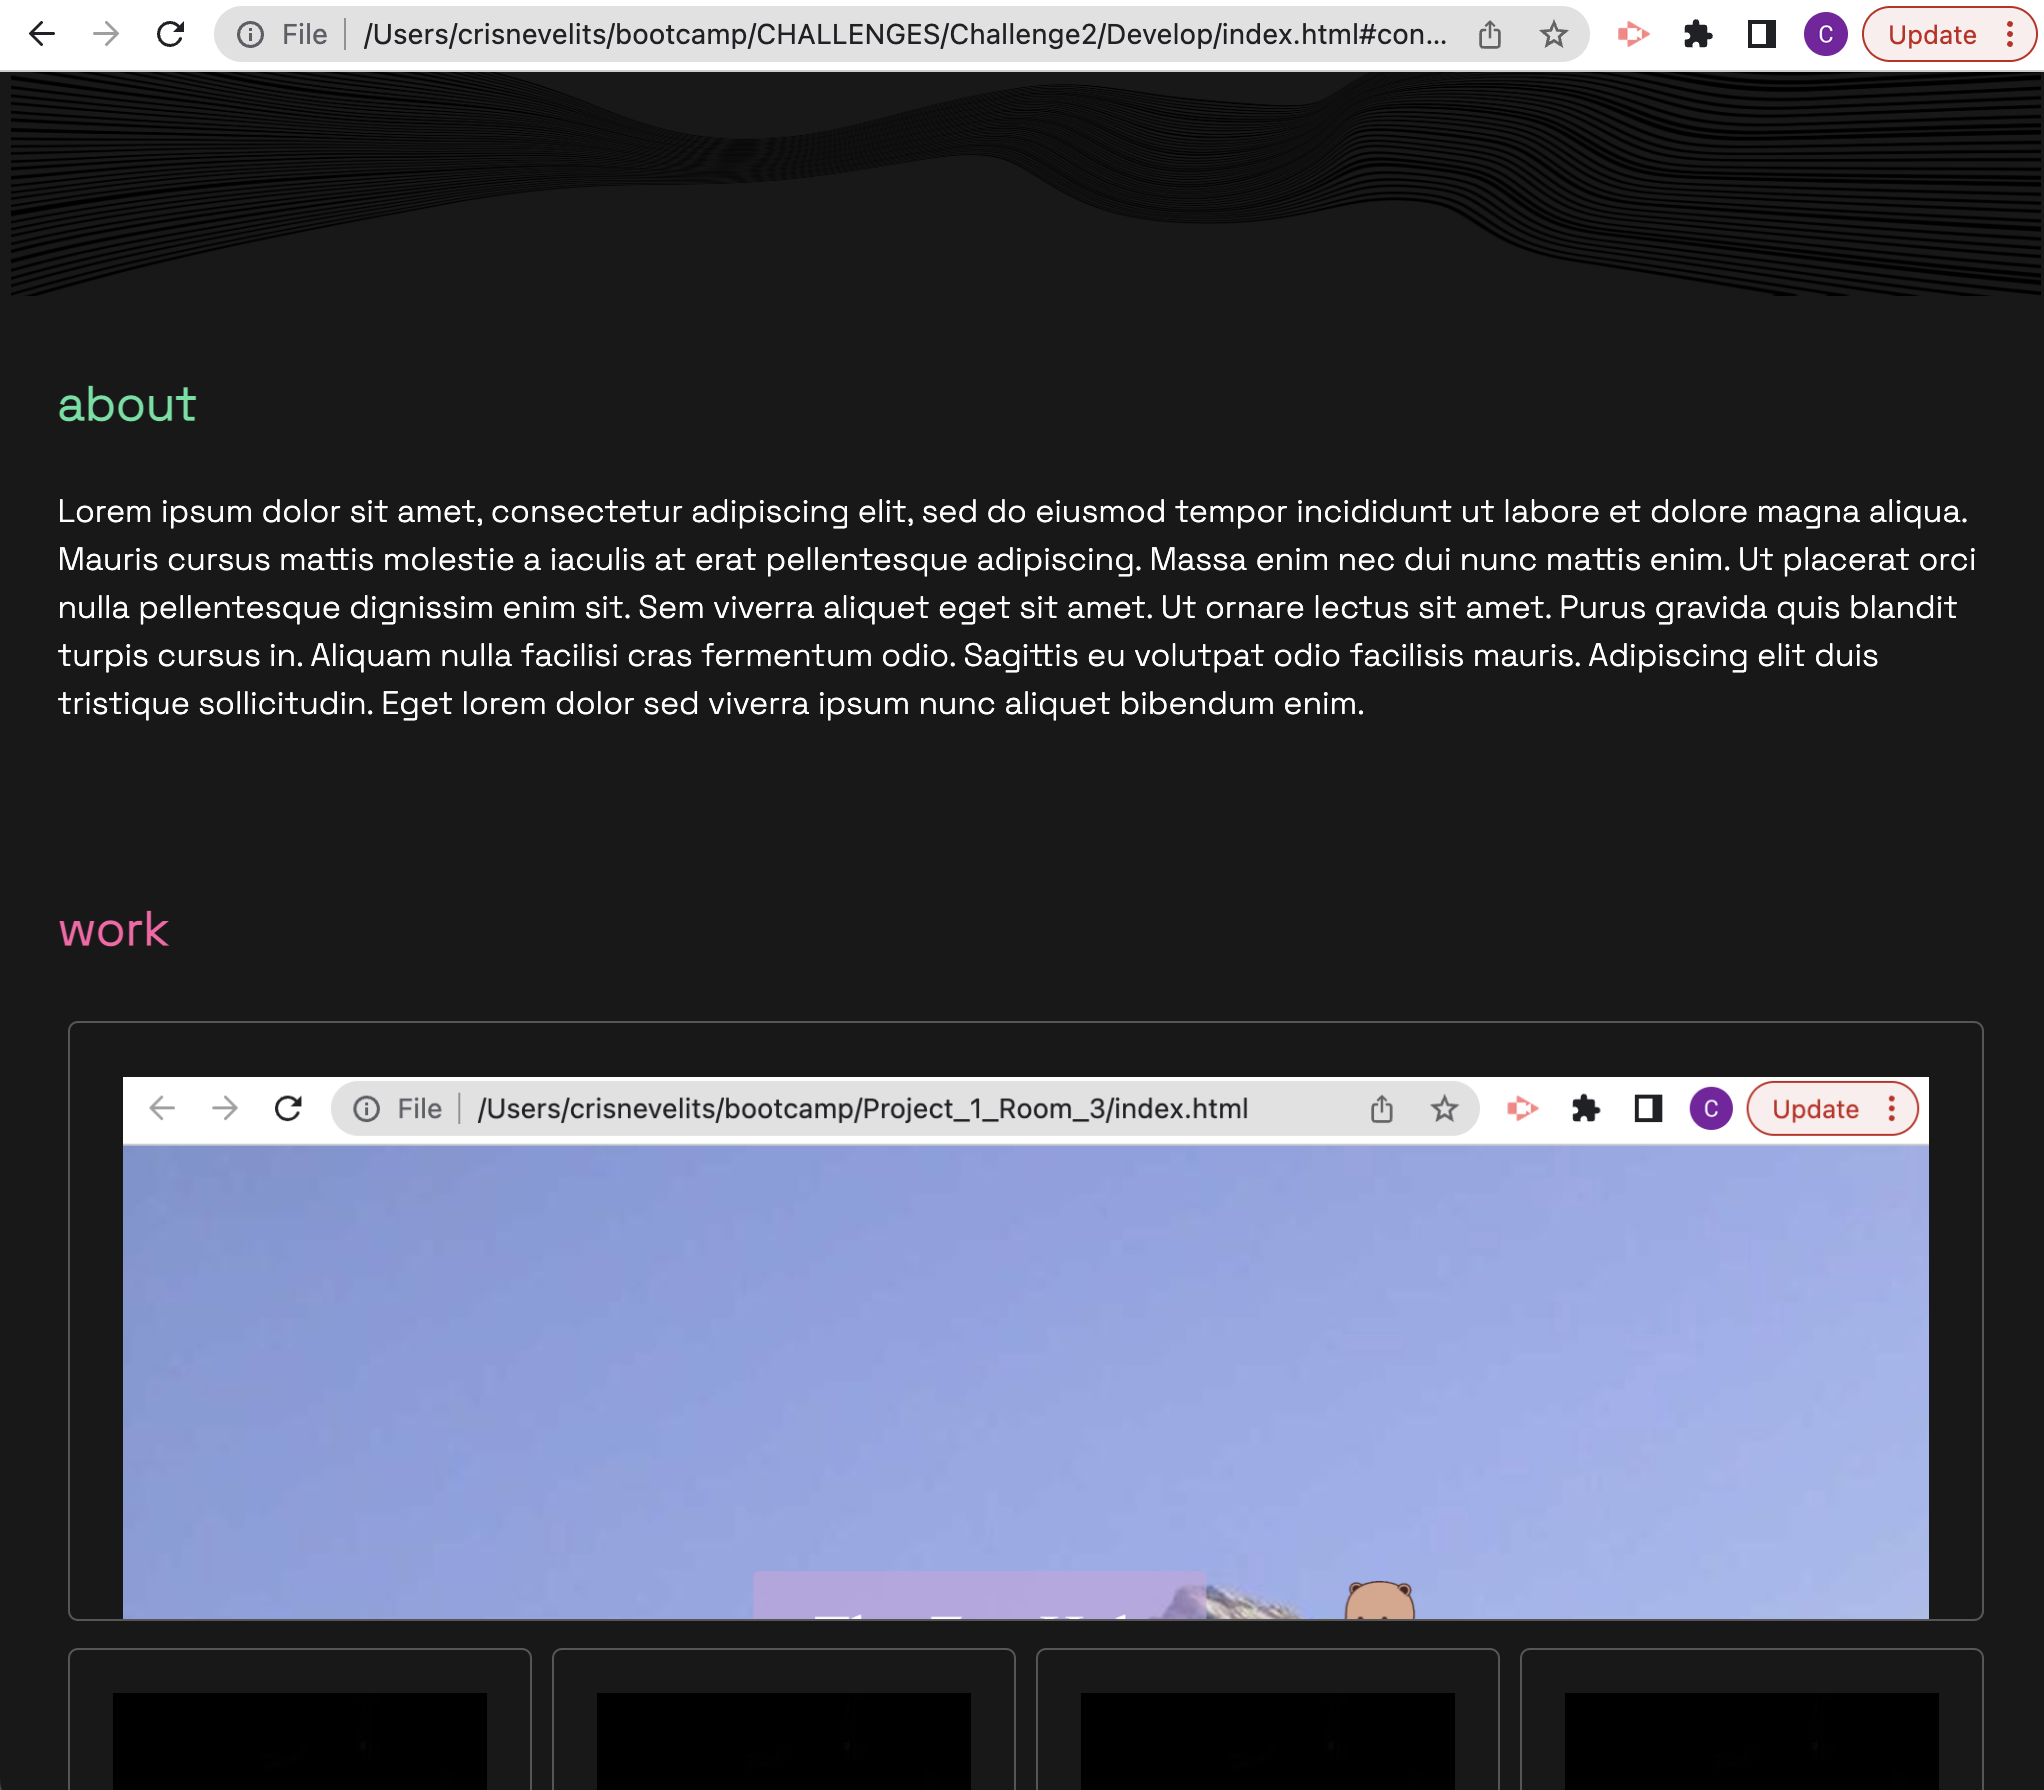 File /Users/crisnevelits/bootcamp/CHALLENGES/Challenge2/Develop/index.html#con... C Update
about
Lorem ipsum dolor sit amet, consectetur adipiscing elit, sed do eiusmod tempor incididunt ut labore et dolore magna aliqua.
Mauris cursus mattis molestie a iaculis at erat pellentesque adipiscing. Massa enim nec dui nunc mattis enim. Ut placerat orci
nulla pellentesque dignissim enim sit. Sem viverra aliquet eget sit amet. Ut ornare lectus sit amet. Purus gravida quis blandit
turpis cursus in. Aliquam nulla facilisi cras fermentum odio. Sagittis eu volutpat odio facilisis mauris. Adipiscing elit duis
tristique sollicitudin. Eget lorem dolor sed viverra ipsum nunc aliquet bibendum enim.
work
File /Users/crisnevelits/bootcamp/Project_1_Room_3/index.html C Update